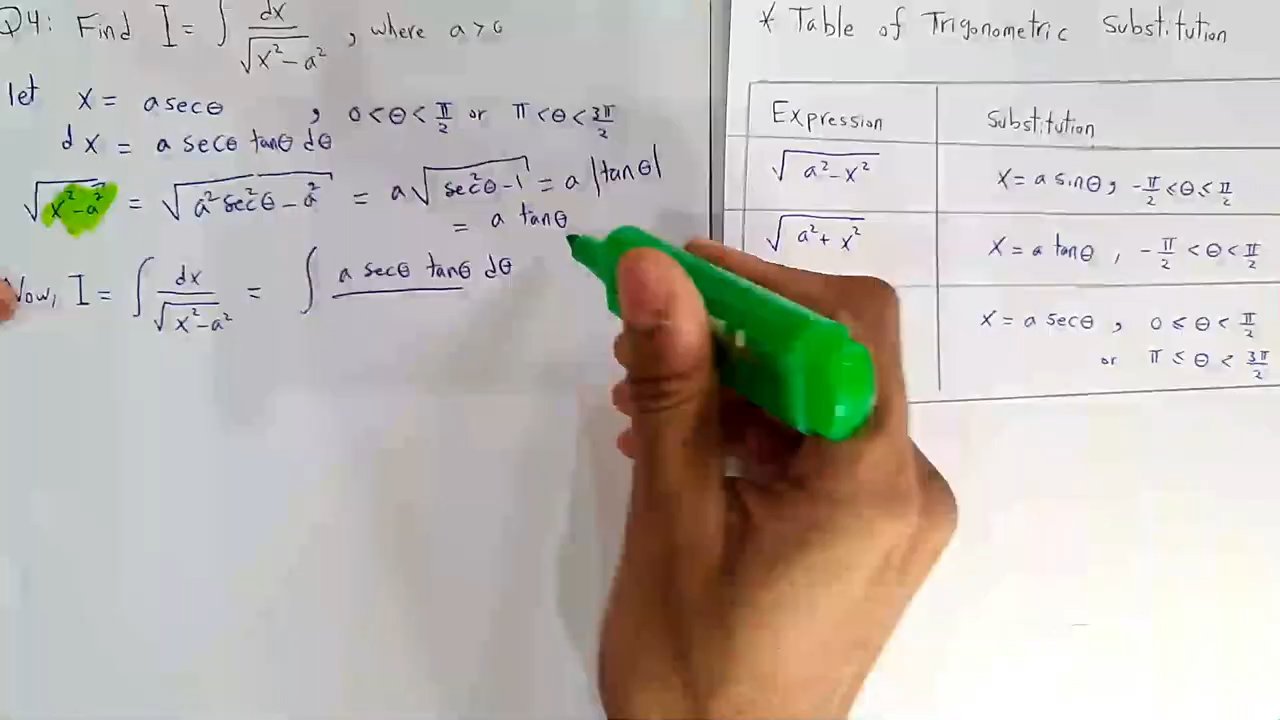 Q4: Find I = ∫ dx / √(x² - a²) , where a > 0
let x = a secθ , 0 < θ < π/2 or π < θ < 3π/2
dx = a secθ tanθ dθ
√(x² - a²) = √(a² sec²θ - a²) = a √(sec²θ - 1) = a |tanθ|
= a tanθ
Now, I = ∫ dx / √(x² - a²) = ∫ a secθ tanθ dθ
* Table of Trigonometric Substitution
Expression Substitution
√(a² - x²) x = a sinθ, -π/2 < θ < π/2
√(a² + x²) x = a tanθ , -π/2 < θ < π/2
x = a secθ , 0 ≤ θ < π/2
or π ≤ θ < 3π/2